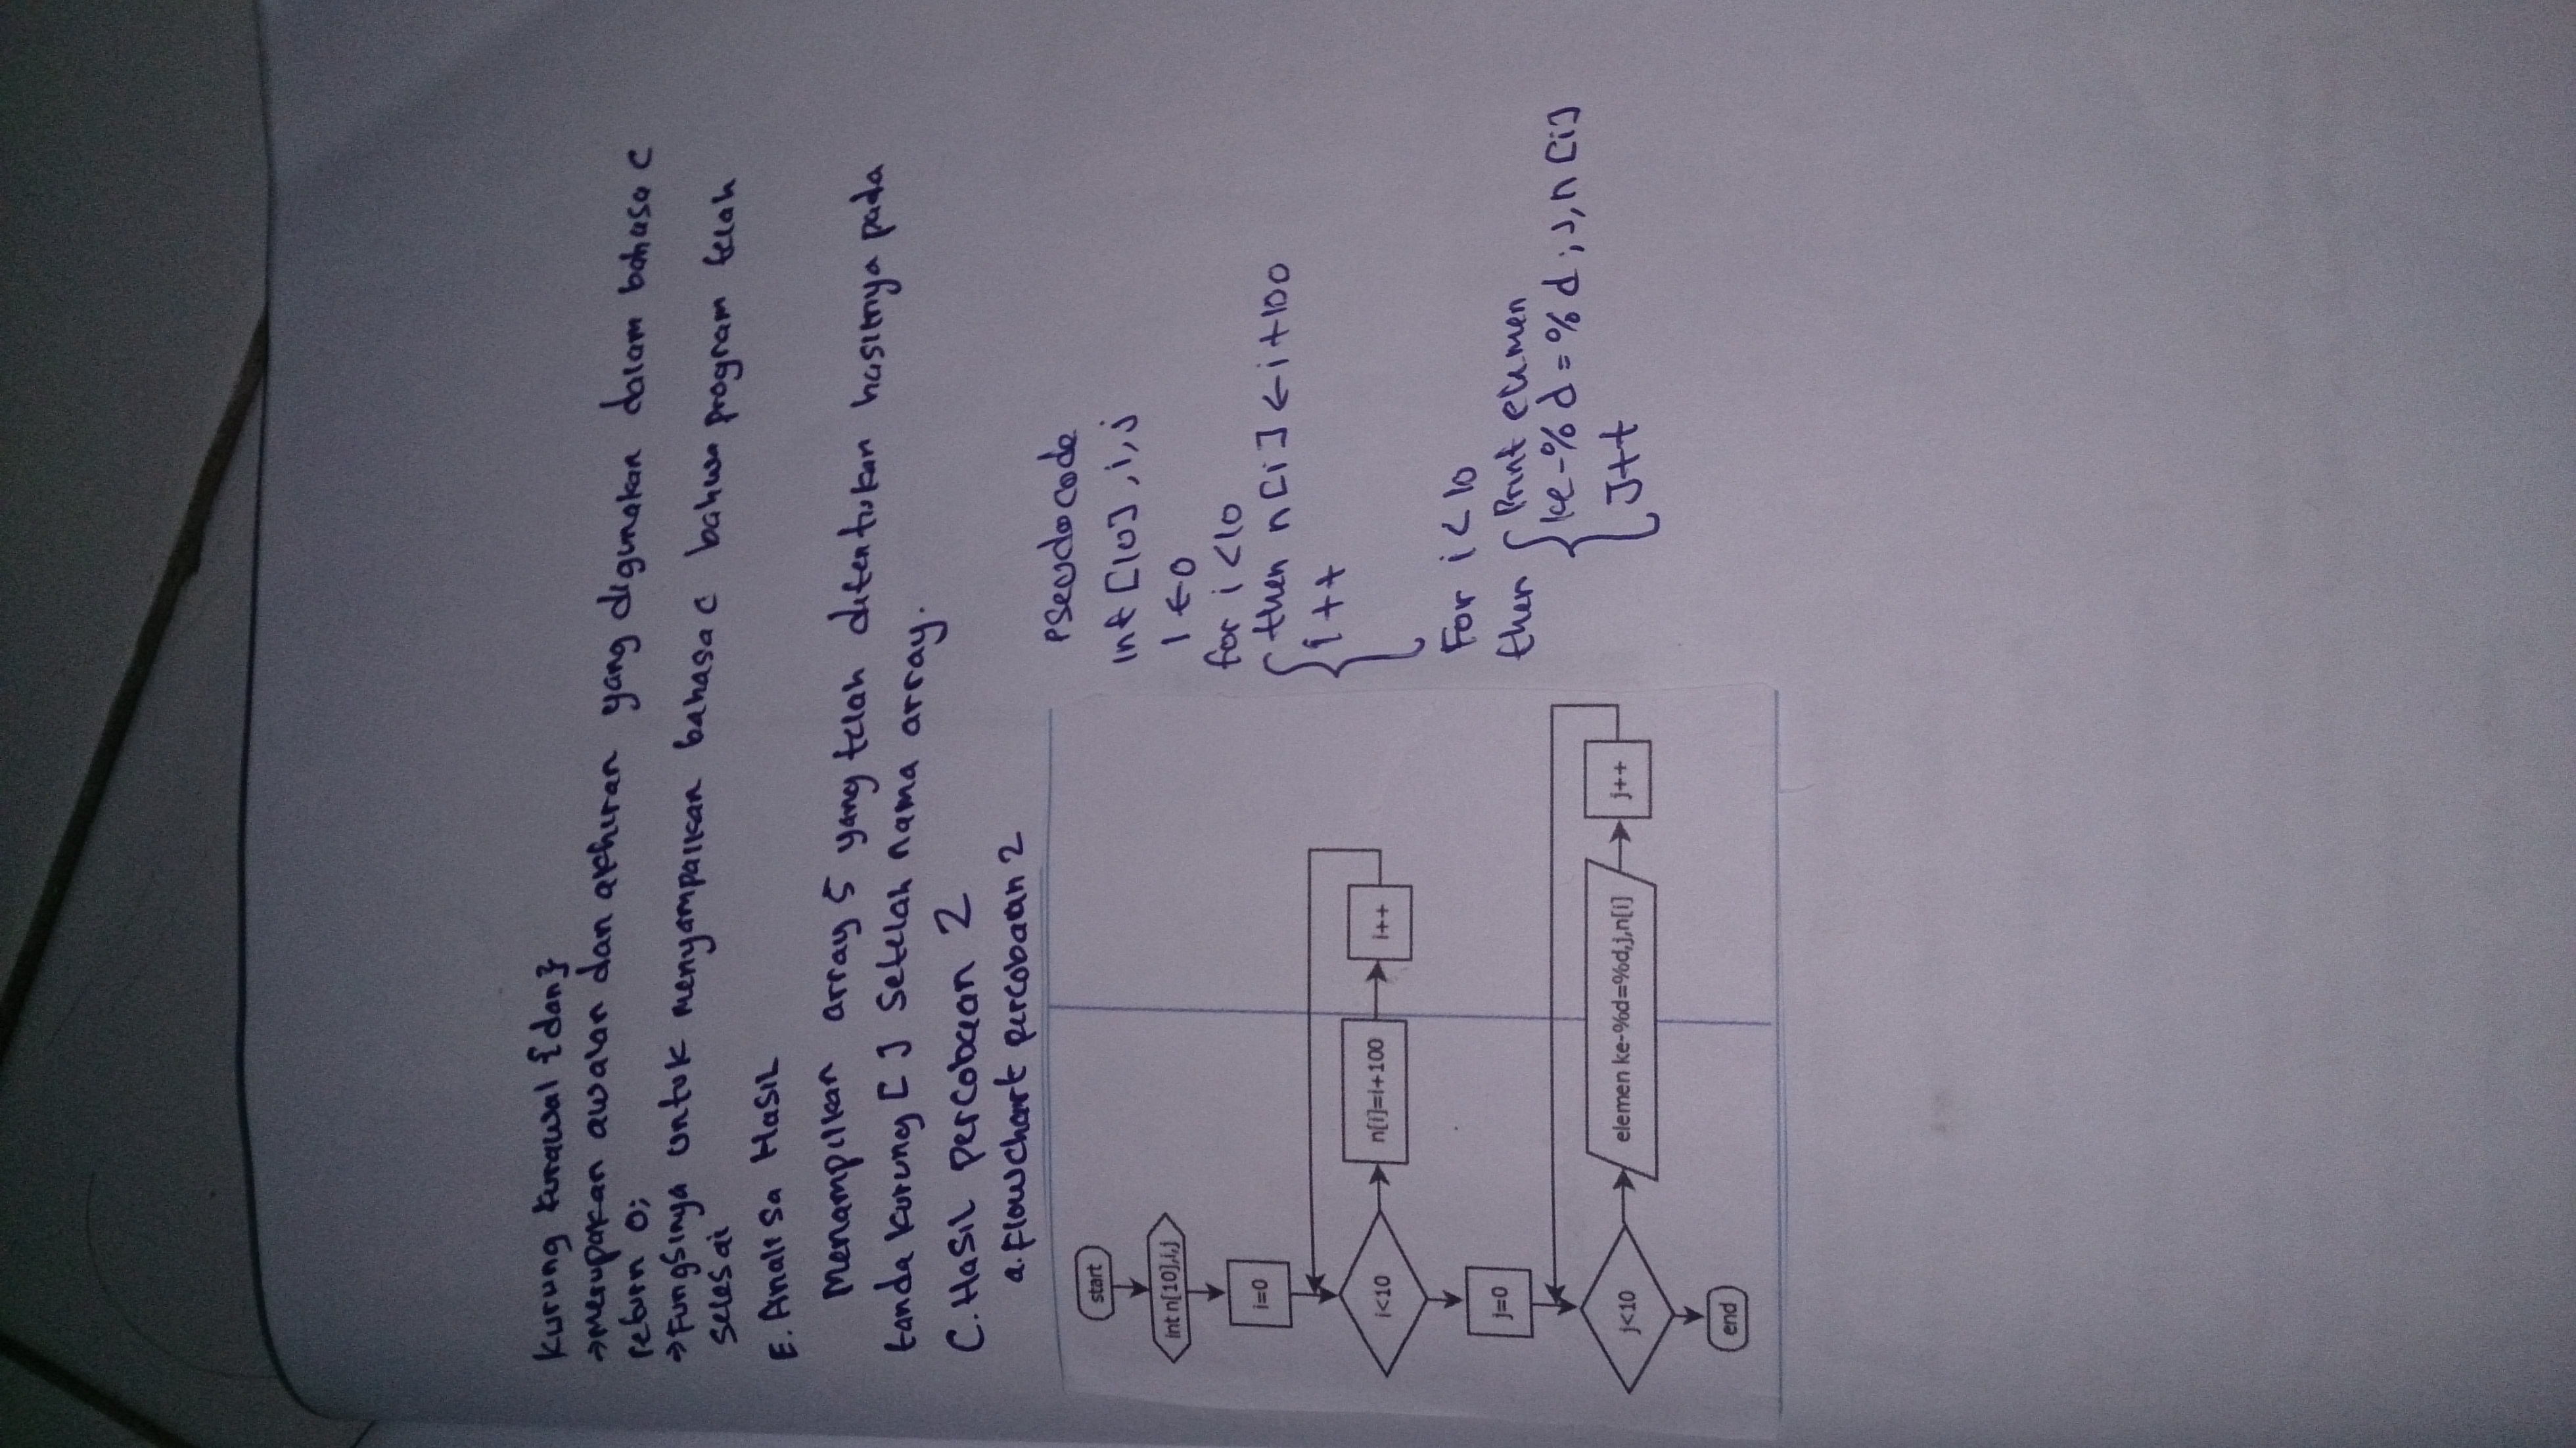 Kurung kurawal { dan }
→ Merupakan awalan dan akhiran yang digunakan dalam bahasa C
return 0;
→ Fungsinya untuk menyampaikan bahasa C bahwa program telah
selesai
E. Analisa Hasil
Menampilkan array 5 yang telah ditentukan hasilnya pada
tanda kurung [ ] setelah nama array.
C. Hasil percobaan 2
a. Flowchart percobaan 2
start
int n[10],i,j
i=0
i<10
n[i]=i+100
i++
j=0
j<10
elemen ke-%d=%d,j,n[i]
j++
end
Pseudocode
Int [10], i, j
i ← 0
for i < 10
{ then n[i] ← i + 100
i ++
}
For i < 10
then { Print elemen
ke-%d = %d ; j, n[i]
J++
}